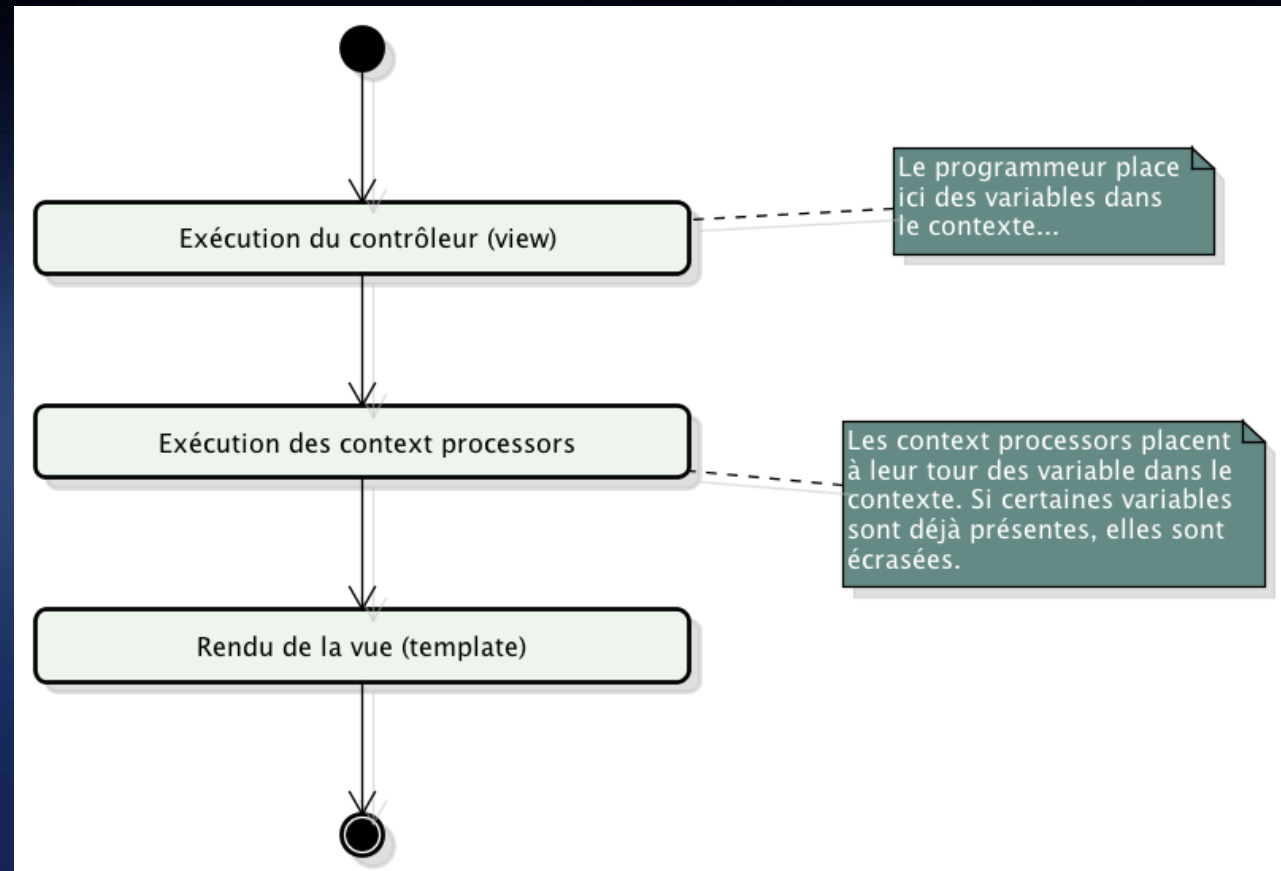 Le programmeur place
ici des variables dans
le contexte...
Exécution du contrôleur (view)
Exécution des context processors
Les context processors placent
à leur tour des variable dans le
contexte. Si certaines variables
sont déjà présentes, elles sont
écrasées.
Rendu de la vue (template)